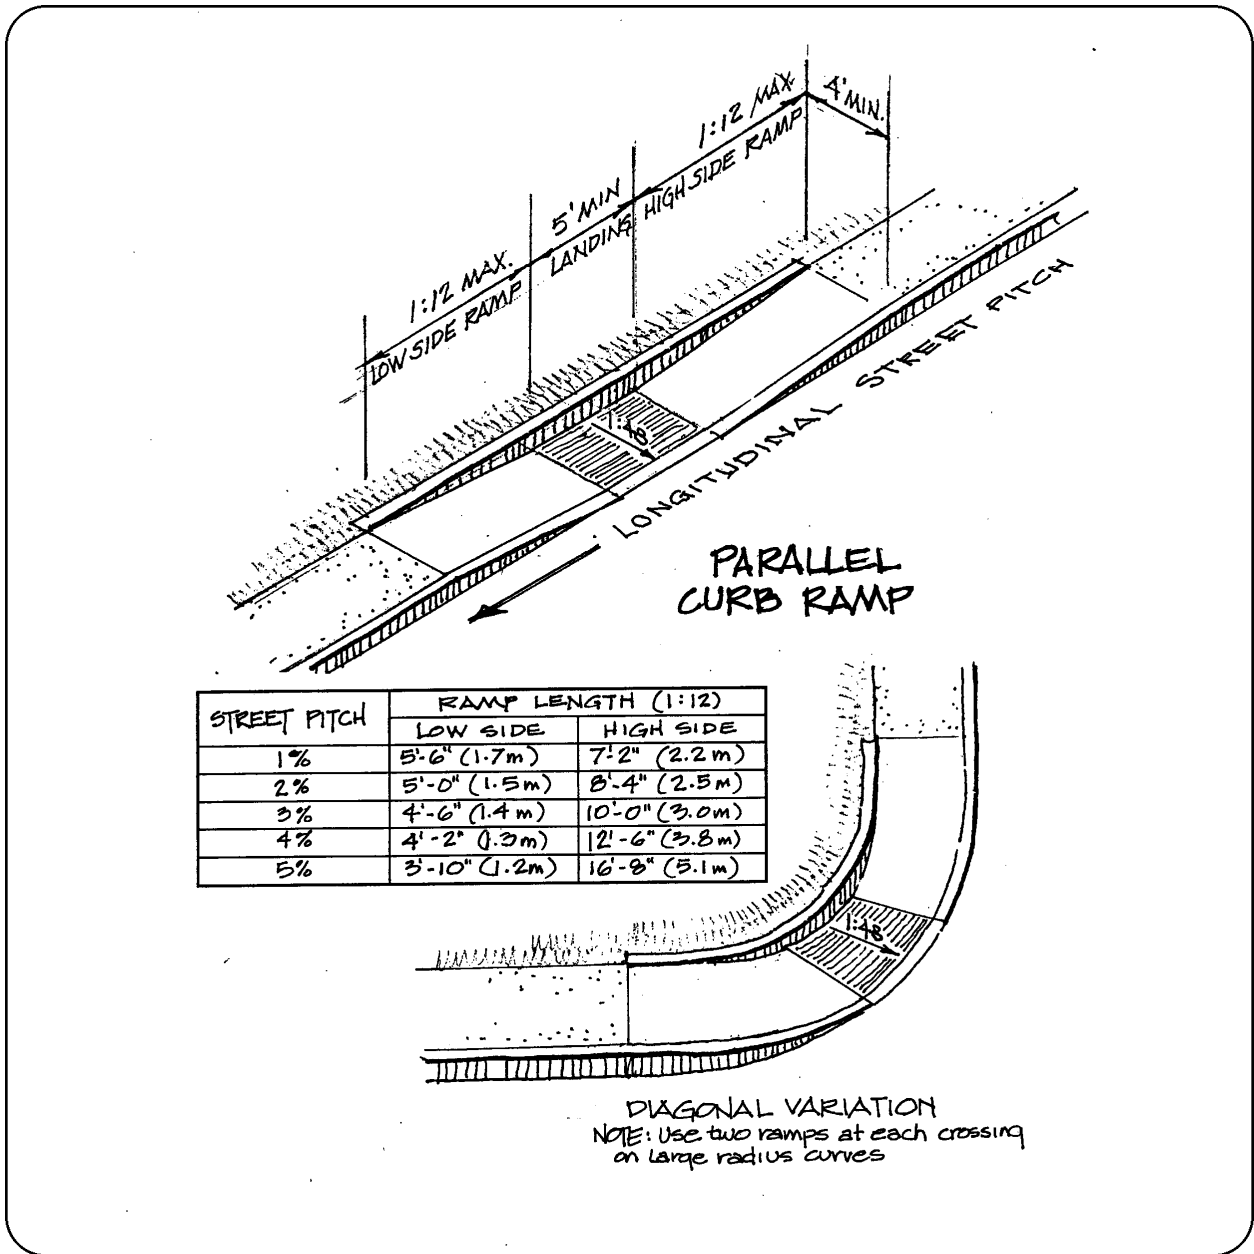 1:12 MAX.
LOW SIDE RAMP
5' MIN
LANDING
1:12 MAX.
HIGH SIDE RAMP
4' MIN.
1:48
LONGITUDINAL STREET PITCH
PARALLEL
CURB RAMP
STREET PITCH
RAMP LENGTH (1:12)
LOW SIDE HIGH SIDE
1% 5'-6" (1.7m) 7'-2" (2.2m)
2% 5'-0" (1.5m) 8'-4" (2.5m)
3% 4'-6" (1.4m) 10'-0" (3.0m)
4% 4'-2" (1.3m) 12'-6" (3.8m)
5% 3'-10" (1.2m) 16'-8" (5.1m)
1:48
DIAGONAL VARIATION
NOTE: Use two ramps at each crossing
on large radius curves